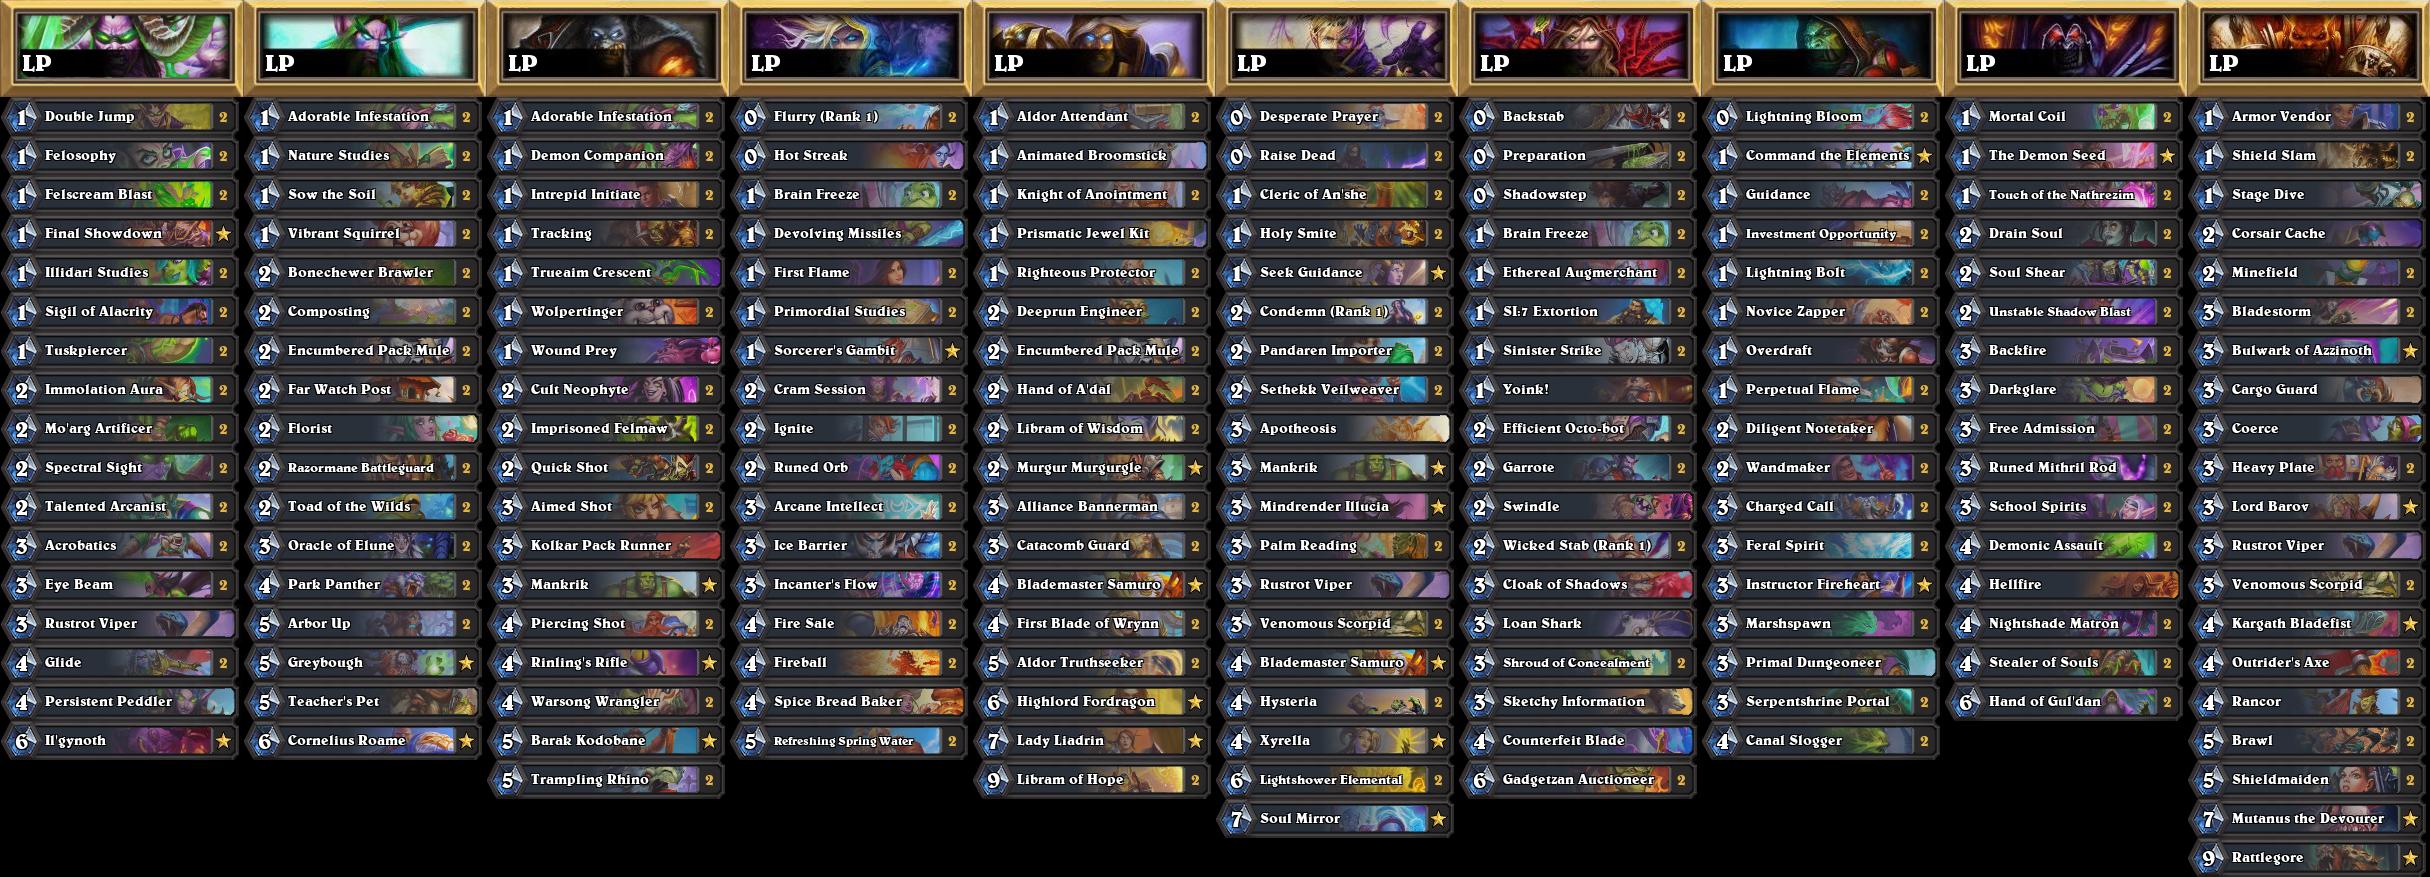 LP
1 Double Jump 2
1 Felosophy 2
1 Felscream Blast 2
1 Final Showdown
1 Illidari Studies 2
1 Sigil of Alacrity 2
1 Tuskpiercer 2
2 Immolation Aura 2
2 Mo'arg Artificer 2
2 Spectral Sight 2
2 Talented Arcanist 2
3 Acrobatics 2
3 Eye Beam 2
3 Rustrot Viper
4 Glide 2
4 Persistent Peddler
6 Il'gynoth
LP
1 Adorable Infestation 2
1 Nature Studies 2
1 Sow the Soil 2
1 Vibrant Squirrel 2
2 Bonechewer Brawler 2
2 Composting 2
2 Encumbered Pack Mule 2
2 Far Watch Post 2
2 Florist
2 Razormane Battleguard 2
2 Toad of the Wilds 2
3 Oracle of Elune 2
4 Park Panther 2
5 Arbor Up 2
5 Greybough
5 Teacher's Pet
6 Cornelius Roame
LP
1 Adorable Infestation 2
1 Demon Companion 2
1 Intrepid Initiate 2
1 Tracking 2
1 Trueaim Crescent
1 Wolpertinger 2
1 Wound Prey
2 Cult Neophyte 2
2 Imprisoned Felmaw 2
2 Quick Shot 2
3 Aimed Shot 2
3 Kolkar Pack Runner
3 Mankrik
4 Piercing Shot 2
4 Rinling's Rifle
4 Warsong Wrangler 2
5 Barak Kodobane
5 Trampling Rhino 2
LP
0 Flurry (Rank 1) 2
0 Hot Streak
1 Brain Freeze 2
1 Devolving Missiles
1 First Flame 2
1 Primordial Studies 2
1 Sorcerer's Gambit
2 Cram Session 2
2 Ignite 2
2 Runed Orb 2
3 Arcane Intellect 2
3 Ice Barrier 2
3 Incanter's Flow 2
4 Fire Sale 2
4 Fireball 2
4 Spice Bread Baker
5 Refreshing Spring Water 2
LP
1 Aldor Attendant 2
1 Animated Broomstick
1 Knight of Anointment 2
1 Prismatic Jewel Kit
1 Righteous Protector 2
2 Deeprun Engineer 2
2 Encumbered Pack Mule 2
2 Hand of A'dal 2
2 Libram of Wisdom 2
2 Murgur Murgurgle
3 Alliance Bannerman 2
3 Catacomb Guard 2
4 Blademaster Samuro
4 First Blade of Wrynn 2
5 Aldor Truthseeker 2
6 Highlord Fordragon
7 Lady Liadrin
9 Libram of Hope 2
LP
0 Desperate Prayer 2
0 Raise Dead 2
1 Cleric of An'she 2
1 Holy Smite 2
1 Seek Guidance
2 Condemn (Rank 1) 2
2 Pandaren Importer 2
2 Sethekk Veilweaver 2
3 Apotheosis
3 Mankrik
3 Mindrender Illucia
3 Palm Reading 2
3 Rustrot Viper
3 Venomous Scorpid 2
4 Blademaster Samuro
4 Hysteria 2
4 Xyrella
6 Lightshower Elemental 2
7 Soul Mirror
LP
0 Backstab 2
0 Preparation 2
0 Shadowstep 2
1 Brain Freeze 2
1 Ethereal Augmerchant 2
1 SI:7 Extortion 2
1 Sinister Strike 2
1 Yoink!
2 Efficient Octo-bot 2
2 Garrote 2
2 Swindle
2 Wicked Stab (Rank 1) 2
3 Cloak of Shadows
3 Loan Shark
3 Shroud of Concealment 2
3 Sketchy Information
4 Counterfeit Blade
6 Gadgetzan Auctioneer 2
LP
0 Lightning Bloom 2
1 Command the Elements
1 Guidance 2
1 Investment Opportunity 2
1 Lightning Bolt 2
1 Novice Zapper 2
1 Overdraft
1 Perpetual Flame 2
2 Diligent Notetaker 2
2 Wandmaker 2
3 Charged Call 2
3 Feral Spirit 2
3 Instructor Fireheart
3 Marshspawn 2
3 Primal Dungeoneer
3 Serpentshrine Portal 2
4 Canal Slogger 2
LP
1 Mortal Coil 2
1 The Demon Seed
1 Touch of the Nathrezim 2
2 Drain Soul 2
2 Soul Shear 2
2 Unstable Shadow Blast 2
3 Backfire 2
3 Darkglare 2
3 Free Admission 2
3 Runed Mithril Rod 2
3 School Spirits 2
4 Demonic Assault 2
4 Hellfire
4 Nightshade Matron 2
4 Stealer of Souls 2
6 Hand of Gul'dan 2
LP
1 Armor Vendor 2
1 Shield Slam 2
1 Stage Dive
2 Corsair Cache
2 Minefield 2
3 Bladestorm 2
3 Bulwark of Azzinoth
3 Cargo Guard
3 Coerce
3 Heavy Plate 2
3 Lord Barov
3 Rustrot Viper
3 Venomous Scorpid 2
4 Kargath Bladefist
4 Outrider's Axe 2
4 Rancor 2
5 Brawl 2
5 Shieldmaiden 2
7 Mutanus the Devourer
9 Rattlegore